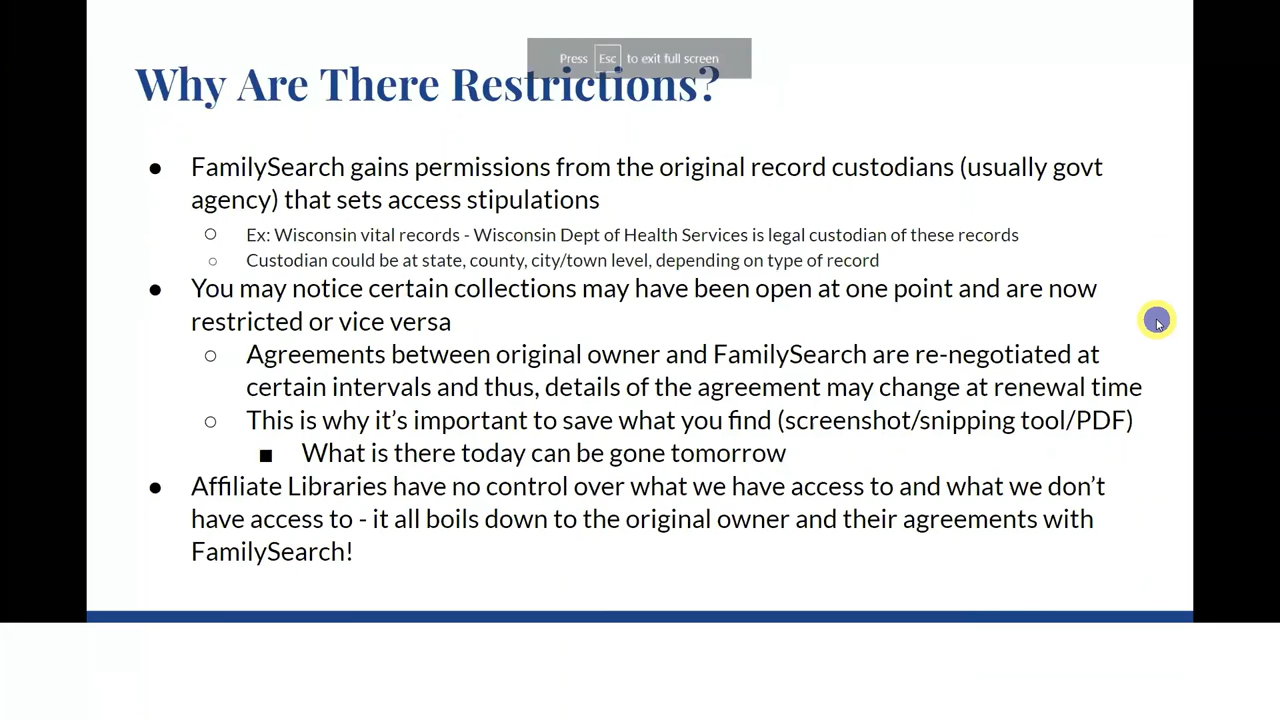 Press Esc to exit full screen
Why Are There Restrictions?
● FamilySearch gains permissions from the original record custodians (usually govt
agency) that sets access stipulations
○ Ex: Wisconsin vital records - Wisconsin Dept of Health Services is legal custodian of these records
○ Custodian could be at state, county, city/town level, depending on type of record
● You may notice certain collections may have been open at one point and are now
restricted or vice versa
○ Agreements between original owner and FamilySearch are re-negotiated at
certain intervals and thus, details of the agreement may change at renewal time
○ This is why it’s important to save what you find (screenshot/snipping tool/PDF)
■ What is there today can be gone tomorrow
● Affiliate Libraries have no control over what we have access to and what we don’t
have access to - it all boils down to the original owner and their agreements with
FamilySearch!